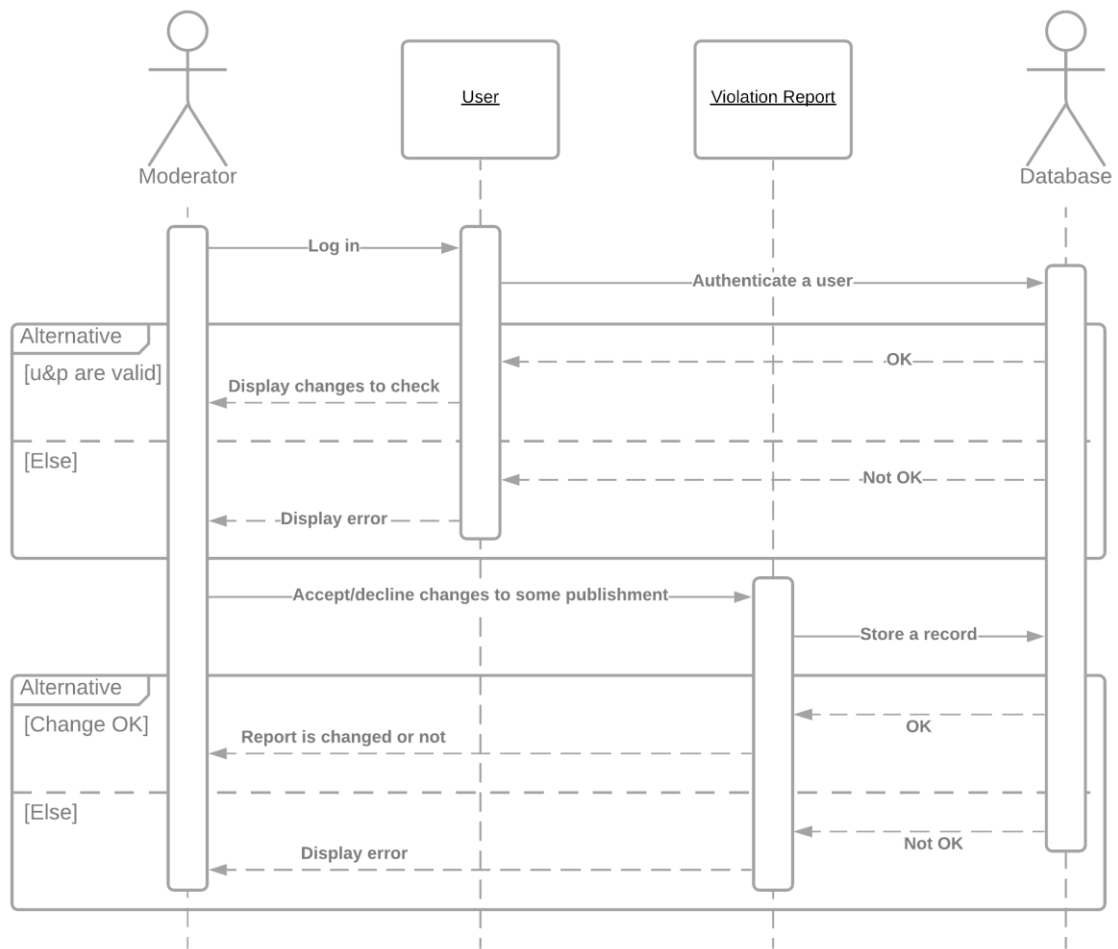 User
Violation Report
Moderator
Database
Log in
Authenticate a user
Alternative
[u&p are valid]
OK
Display changes to check
[Else]
Not OK
Display error
Accept/decline changes to some publishment
Store a record
Alternative
[Change OK]
OK
Report is changed or not
[Else]
Not OK
Display error